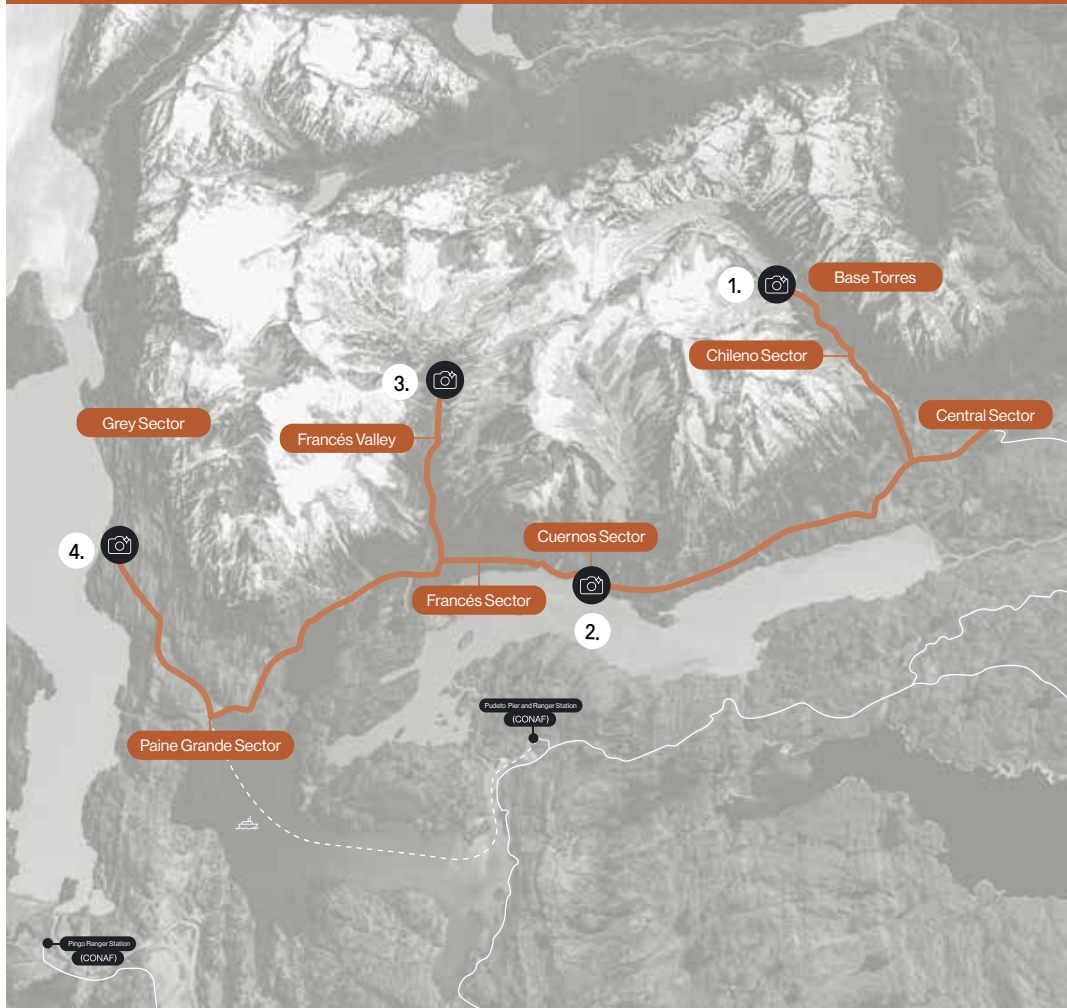 1.
Base Torres
Chileno Sector
3.
Central Sector
Grey Sector
Francés Valley
4.
Cuernos Sector
Francés Sector
2.
Pudeto Pier and Ranger Station
(CONAF)
Paine Grande Sector
Pingo Ranger Station
(CONAF)